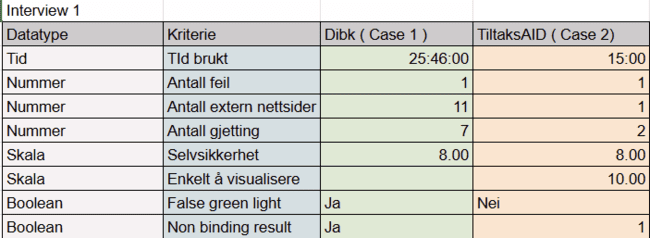 Interview 1
Datatype Kriterie Dibk ( Case 1 ) TiltaksAID ( Case 2)
Tid TId brukt 25:46:00 15:00
Nummer Antall feil 1 1
Nummer Antall extern nettsider 11 1
Nummer Antall gjetting 7 2
Skala Selvsikkerhet 8.00 8.00
Skala Enkelt å visualisere 10.00
Boolean False green light Ja Nei
Boolean Non binding result Ja 1